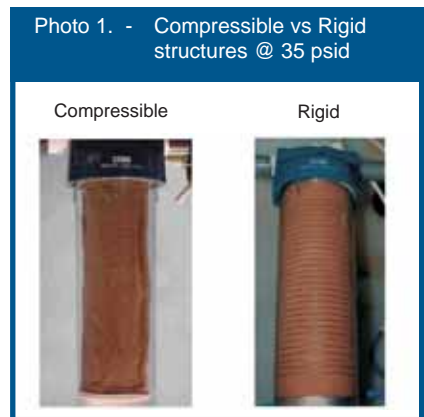 Photo 1. - Compressible vs Rigid
structures @ 35 psid
Compressible Rigid